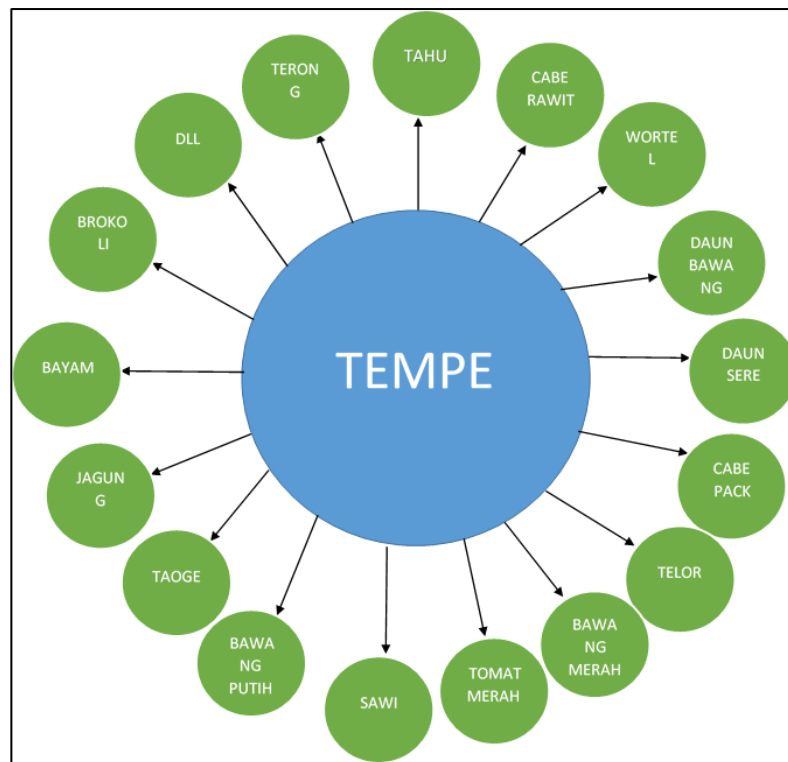 TAHU
CABE
RAWIT
WORTE
L
DAUN
BAWA
NG
DAUN
SERE
CABE
PACK
TELOR
BAWA
NG
MERAH
TOMAT
MERAH
SAWI
BAWA
NG
PUTIH
TAOGE
JAGUN
G
BAYAM
BROKO
LI
DLL
TERON
G
TEMPE